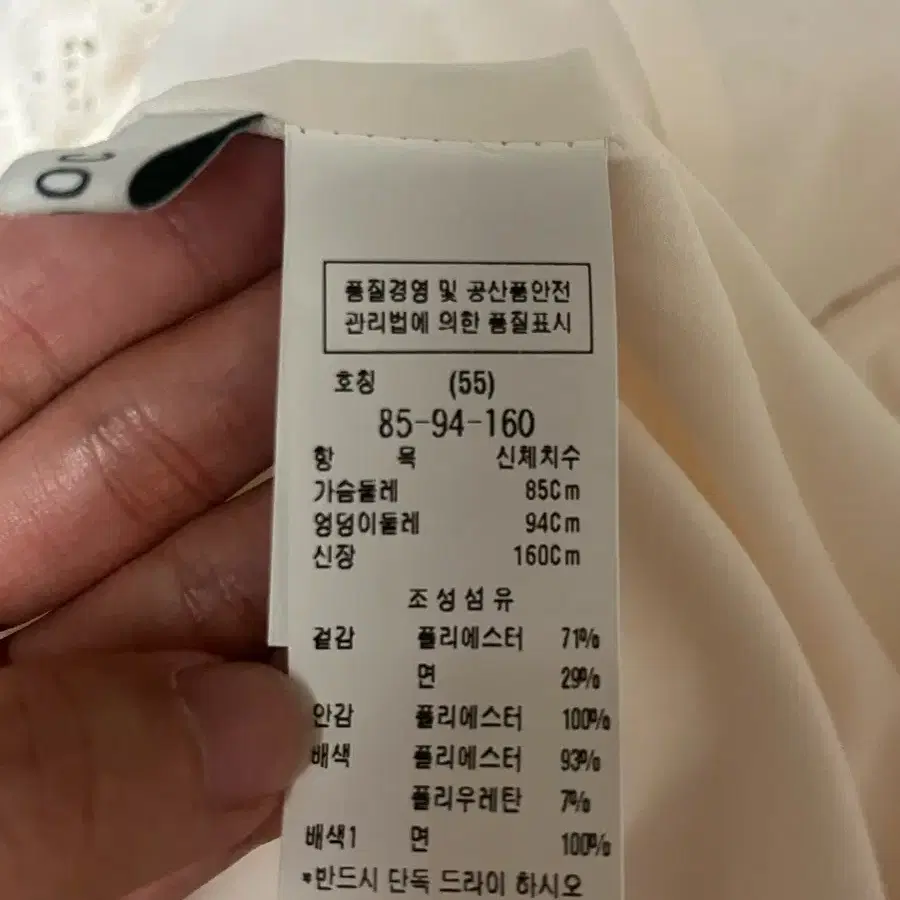 품질경영 및 공산품안전
관리법에 의한 품질표시
호칭 (55)
85-94-160
항 목 신체치수
가슴둘레 85Cm
엉덩이둘레 94Cm
신장 160Cm
조성섬유
겉감 폴리에스터 71%
면 29%
안감 폴리에스터 100%
배색 폴리에스터 93%
폴리우레탄 7%
배색1 면 100%
*반드시 단독 드라이 하시오